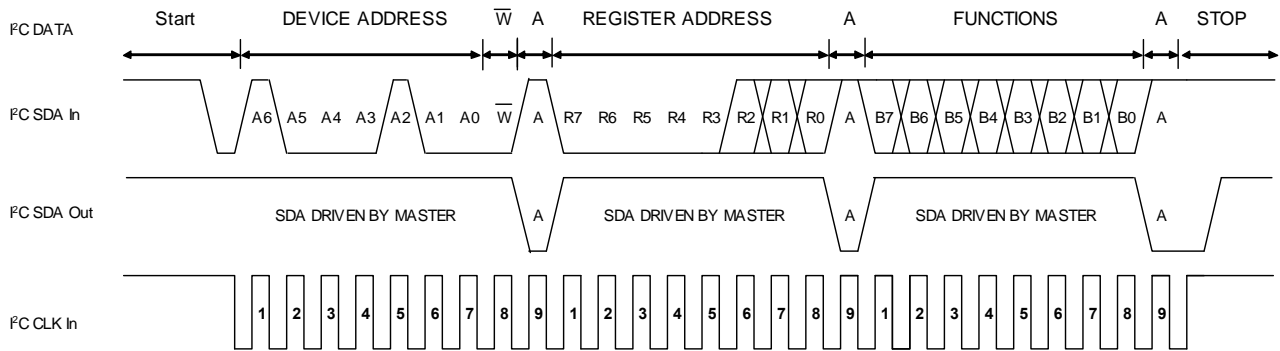 I²C DATA Start DEVICE ADDRESS W̅ A REGISTER ADDRESS A FUNCTIONS A STOP
I²C SDA In A6 A5 A4 A3 A2 A1 A0 W̅ A R7 R6 R5 R4 R3 R2 R1 R0 A B7 B6 B5 B4 B3 B2 B1 B0 A
I²C SDA Out SDA DRIVEN BY MASTER A SDA DRIVEN BY MASTER A SDA DRIVEN BY MASTER A
I²C CLK In 1 2 3 4 5 6 7 8 9 1 2 3 4 5 6 7 8 9 1 2 3 4 5 6 7 8 9